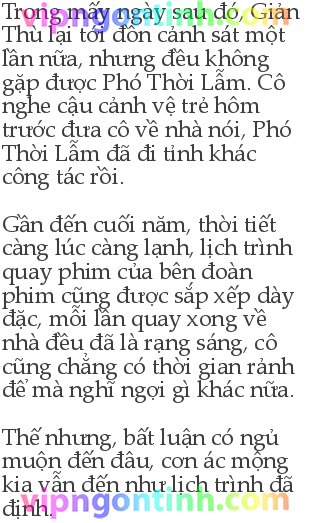 Trong mấy ngày sau đó, Giản
Thù lại tới đồn cảnh sát một
lần nữa, nhưng đều không
gặp được Phó Thời Lẫm. Cô
nghe cậu cảnh vệ trẻ hôm
trước đưa cô về nhà nói, Phó
Thời Lẫm đã đi tỉnh khác
công tác rồi.
Gần đến cuối năm, thời tiết
càng lúc càng lạnh, lịch trình
quay phim của bên đoàn
phim cũng được sắp xếp dày
đặc, mỗi lần quay xong về
nhà đều đã là rạng sáng, cô
cũng chẳng có thời gian rảnh
để mà nghĩ ngợi gì khác nữa.
Thế nhưng, bất luận có ngủ
muộn đến đâu, cơn ác mộng
kia vẫn đến như lịch trình đã
định.
vipngontinh.com
vipngontinh.com